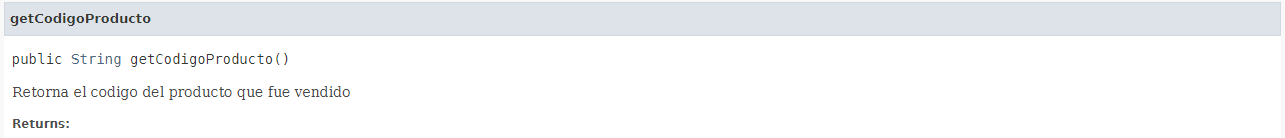 getCodigoProducto
public String getCodigoProducto()
Retorna el codigo del producto que fue vendido
Returns: